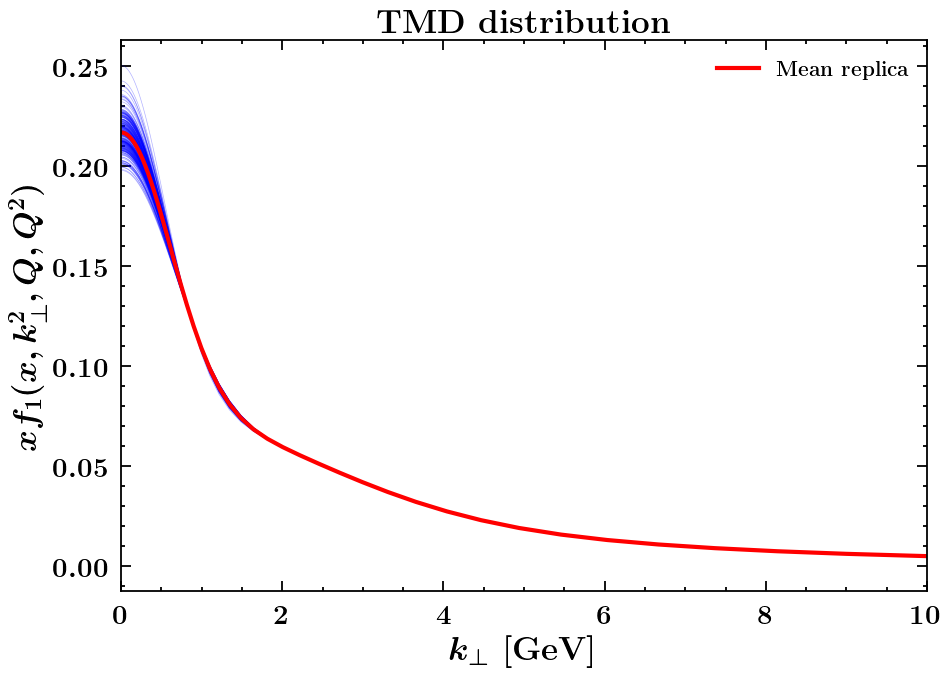 TMD distribution
Mean replica
xf₁(x, k²⊥, Q, Q²)
0.25
0.20
0.15
0.10
0.05
0.00
0 2 4 6 8 10
k⊥ [GeV]